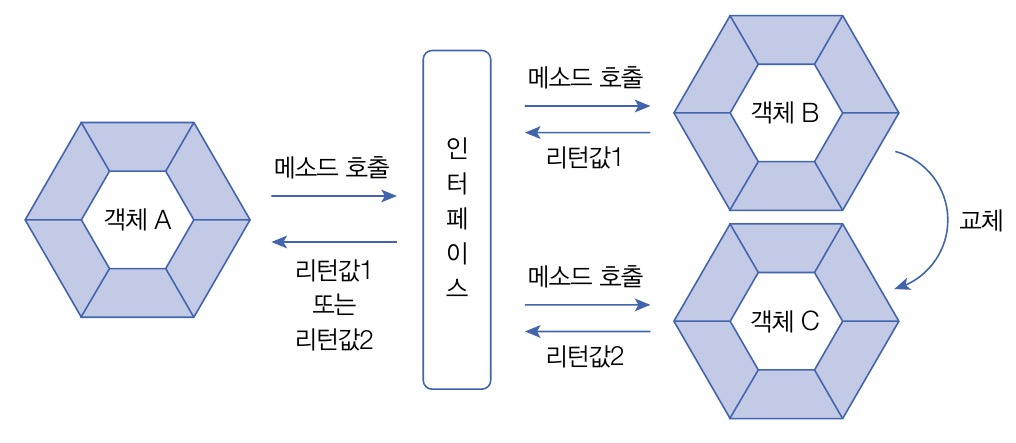 객체 A
메소드 호출
리턴값1
또는
리턴값2
인터페이스
메소드 호출
리턴값1
객체 B
메소드 호출
리턴값2
객체 C
교체